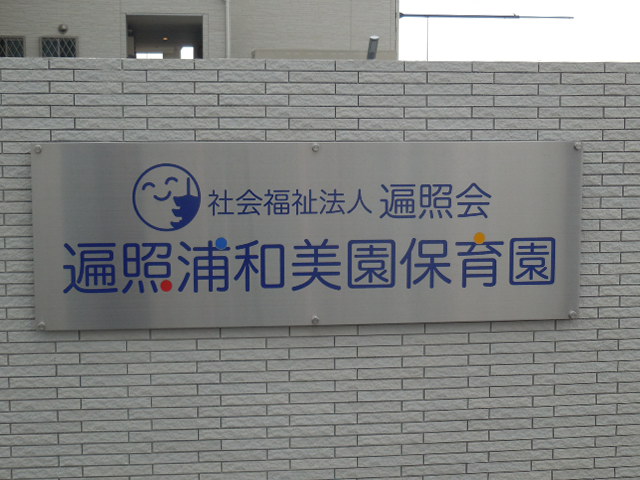 社会福祉法人 遍照会
遍照浦和美園保育園